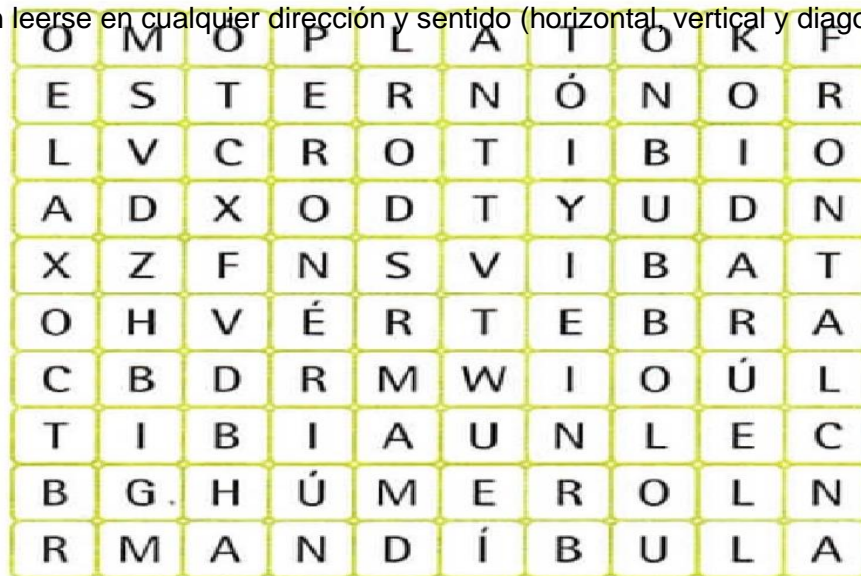 leerse en cualquier dirección y sentido (horizontal, vertical y diago
O M Ó P L A T O K F
E S T E R N Ó N O R
L V C R O T I B I O
A D X O D T Y U D N
X Z F N S V I B A T
O H V É R T E B R A
C B D R M W I O Ú L
T I B I A U N L E C
B G . H Ú M E R O L N
R M A N D Í B U L A